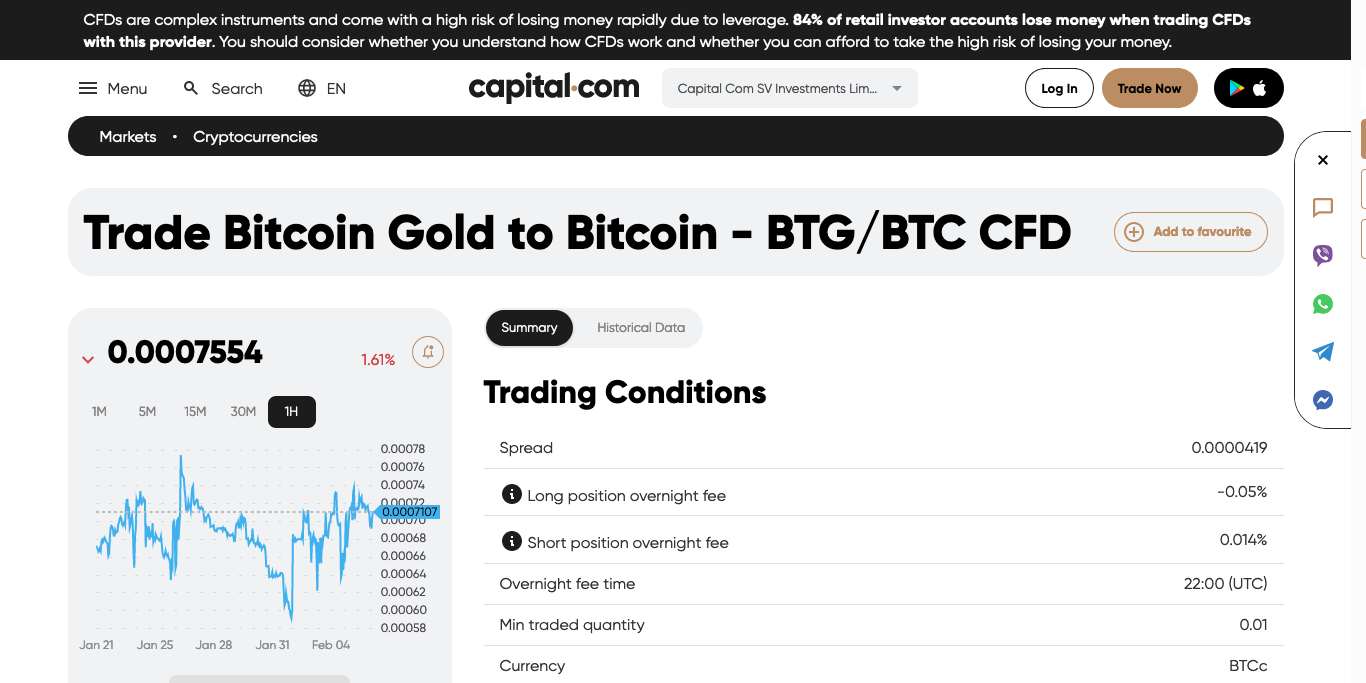 CFDs are complex instruments and come with a high risk of losing money rapidly due to leverage. 84% of retail investor accounts lose money when trading CFDs
with this provider. You should consider whether you understand how CFDs work and whether you can afford to take the high risk of losing your money.
Menu
Search
EN
capital.com
Capital Com SV Investments Lim...
Log In
Trade Now
Markets • Cryptocurrencies
Trade Bitcoin Gold to Bitcoin - BTG/BTC CFD
Add to favourite
0.0007554
1.61%
1M 5M 15M 30M 1H
0.00078
0.00076
0.00074
0.00072
0.0007107
0.00070
0.00068
0.00066
0.00064
0.00062
0.00060
0.00058
Jan 21 Jan 25 Jan 28 Jan 31 Feb 04
Summary
Historical Data
Trading Conditions
Spread 0.0000419
Long position overnight fee -0.05%
Short position overnight fee 0.014%
Overnight fee time 22:00 (UTC)
Min traded quantity 0.01
Currency BTCc